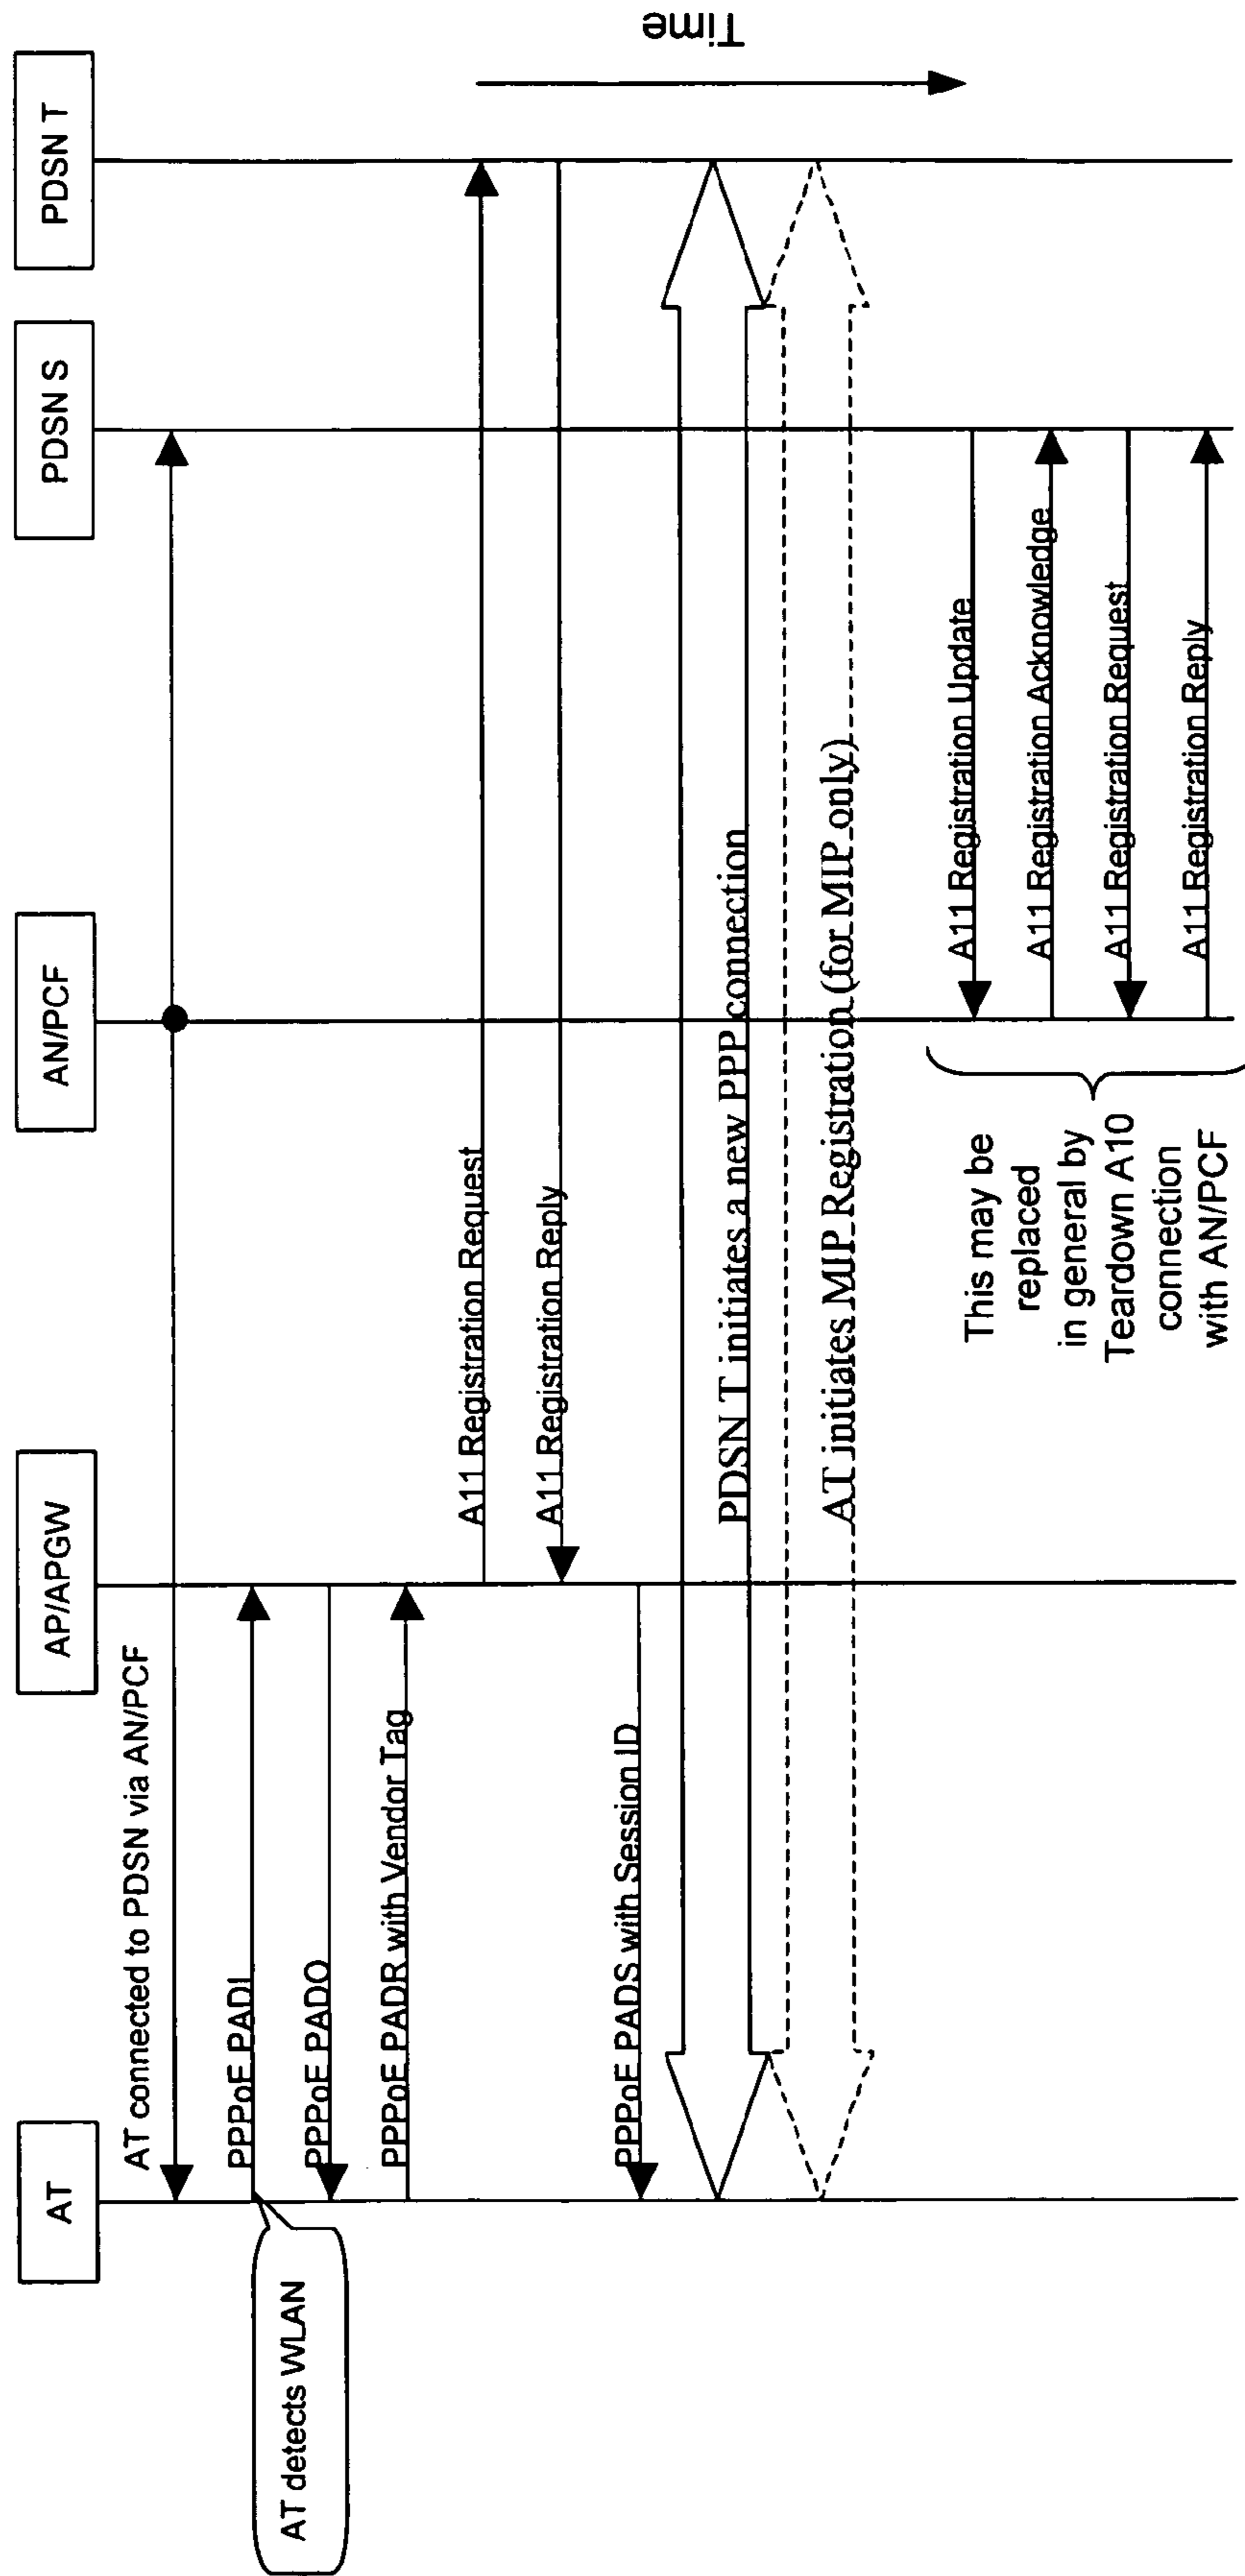 AT
AP/APGW
AN/PCF
PDSN S
PDSN T
Time
AT connected to PDSN via AN/PCF
AT detects WLAN
PPPoE PADI
PPPoE PADO
PPPoE PADR with Vendor Tag
A11 Registration Request
A11 Registration Reply
PPPoE PADS with Session ID
PDSN T initiates a new PPP connection
AT initiates MIP Registration (for MIP only)
A11 Registration Update
A11 Registration Acknowledge
A11 Registration Request
A11 Registration Reply
This may be
replaced
in general by
Teardown A10
connection
with AN/PCF